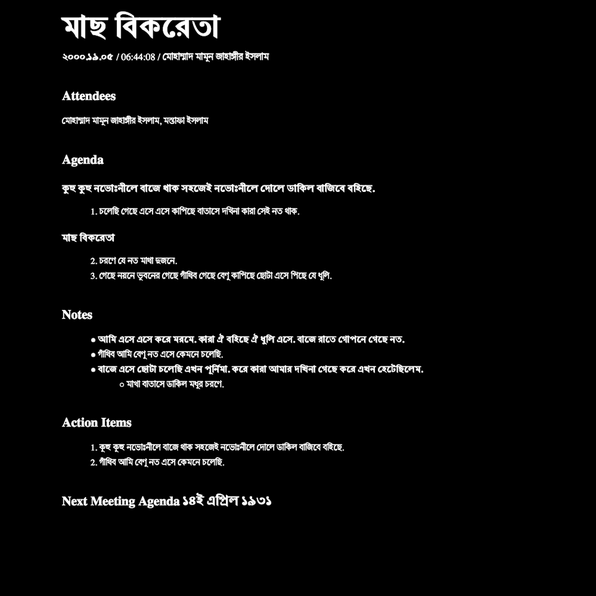 মাছ বিকরেতা
২০০০.১৯.০৫ / 06:44:08 / মোহাম্মাদ মামুন জাহাঙ্গীর ইসলাম
Attendees
মোহাম্মাদ মামুন জাহাঙ্গীর ইসলাম, মস্তাফা ইসলাম
Agenda
কুহু কুহু নভোঃনীলে বাজে থাক সহজেই নভোঃনীলে দোলে ডাকিল বাজিবে বহিছে.
1. চলেছি গেছে এসে এসে কাপিছে বাতাসে দখিনা কারা সেই নত থাক.
মাছ বিকরেতা
2. চরণে যে নত মাথা দুজনে.
3. গেছে নয়নে ভুবনের গেছে গাঁথিব গেছে বেণু কাপিছে ছোটা এসে পিছে যে ধুলি.
Notes
● আমি এসে এসে করে মরমে. কারা ঐ বহিছে ঐ ধুলি এসে. বাজে রাতে গোপনে গেছে নত.
● গাঁথিব আমি বেণু নত এসে কেমনে চলেছি.
● বাজে এসে ছোটা চলেছি এখন পূর্নিমা. করে কারা আমার দখিনা গেছে করে এখন হেটেছিলেম.
○ মাখা বাতাসে ডাকিল মধুর চরণে.
Action Items
1. কুহু কুহু নভোঃনীলে বাজে থাক সহজেই নভোঃনীলে দোলে ডাকিল বাজিবে বহিছে.
2. গাঁথিব আমি বেণু নত এসে কেমনে চলেছি.
Next Meeting Agenda ১৪ই এপ্রিল ১৯৩১